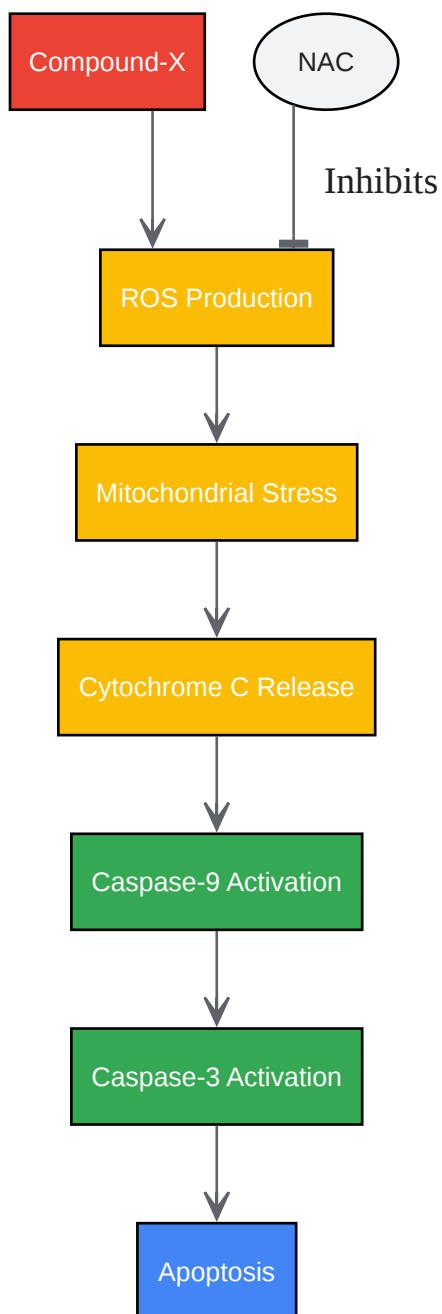 Compound-X
NAC
Inhibits
ROS Production
Mitochondrial Stress
Cytochrome C Release
Caspase-9 Activation
Caspase-3 Activation
Apoptosis